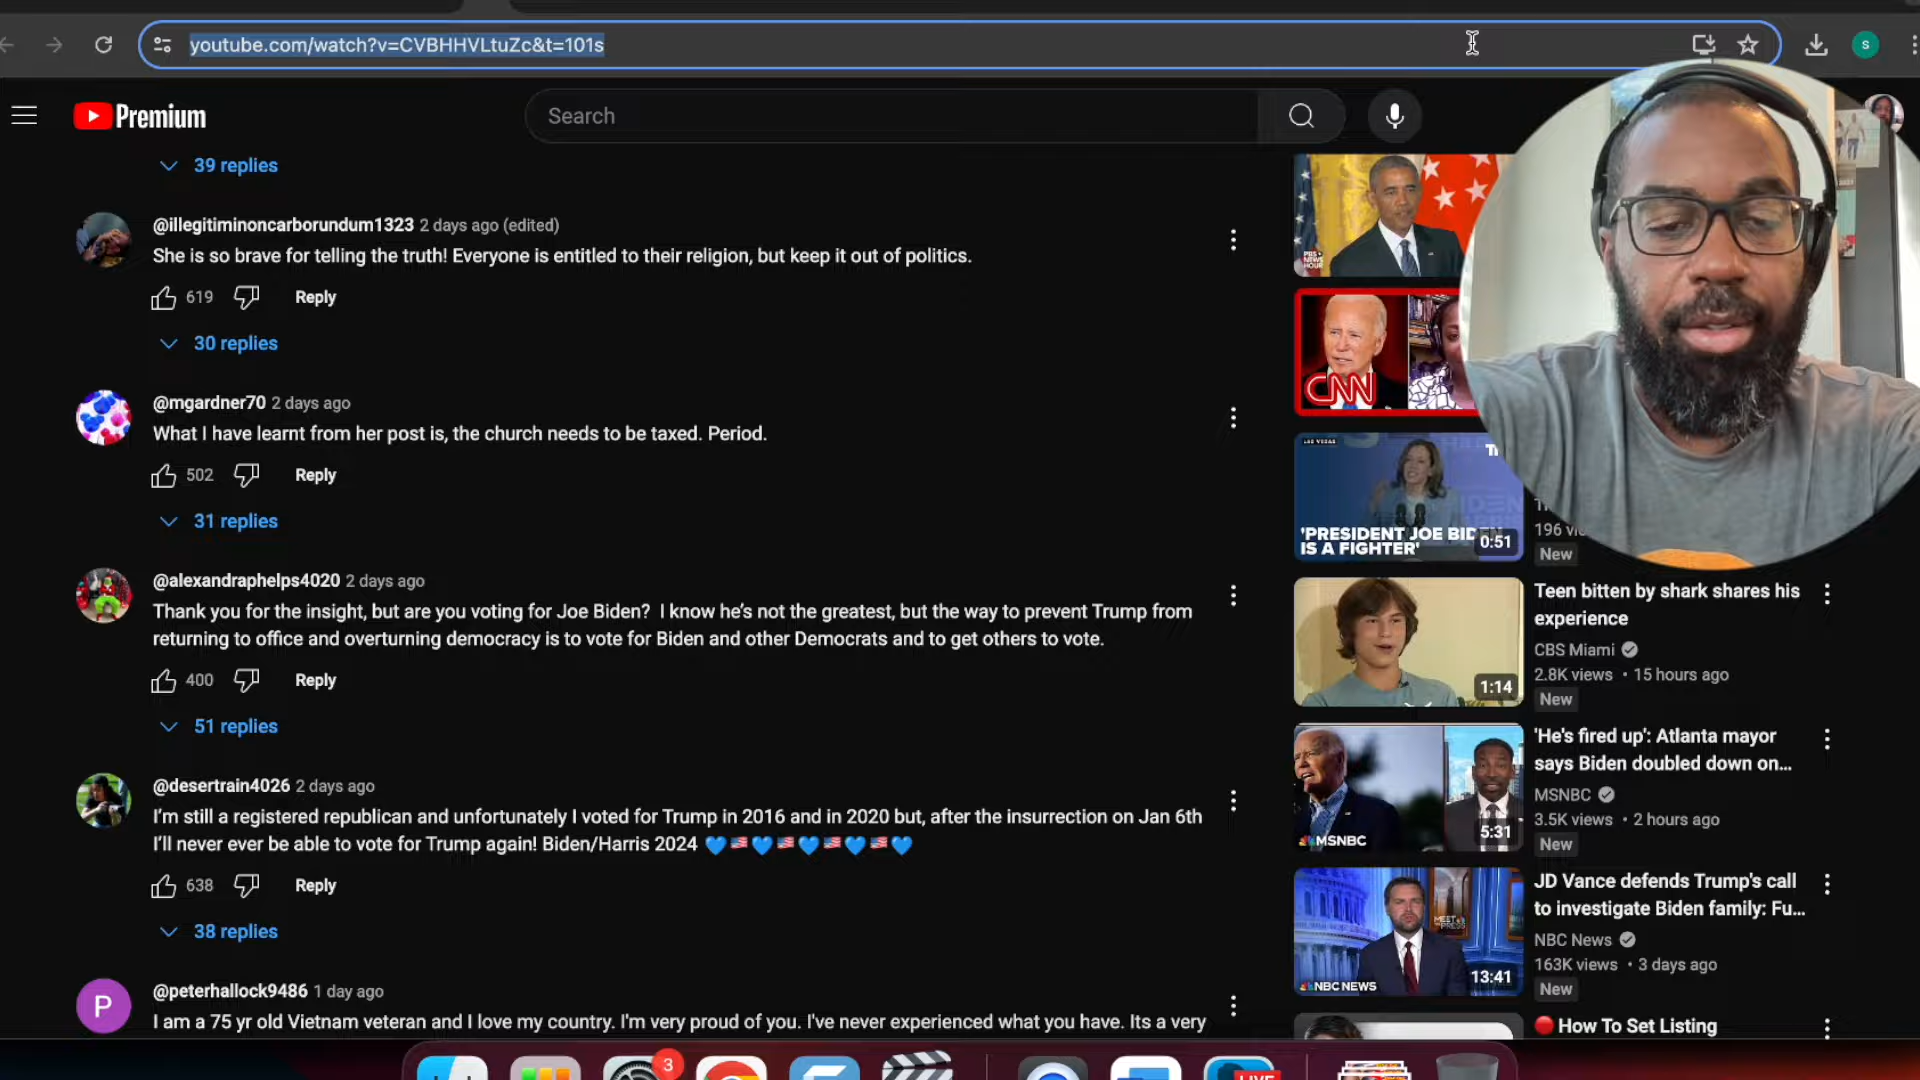 youtube.com/watch?v=CVBHHVLtuZc&t=101s
s
Premium
Search
39 replies
@illegitiminoncarborundum1323 2 days ago (edited)
She is so brave for telling the truth! Everyone is entitled to their religion, but keep it out of politics.
619 Reply
30 replies
@mgardner70 2 days ago
What I have learnt from her post is, the church needs to be taxed. Period.
502 Reply
31 replies
@alexandraphelps4020 2 days ago
Thank you for the insight, but are you voting for Joe Biden? I know he's not the greatest, but the way to prevent Trump from
returning to office and overturning democracy is to vote for Biden and other Democrats and to get others to vote.
400 Reply
51 replies
@desertrain4026 2 days ago
I'm still a registered republican and unfortunately I voted for Trump in 2016 and in 2020 but, after the insurrection on Jan 6th
I'll never ever be able to vote for Trump again! Biden/Harris 2024 💙🇺🇸💙🇺🇸💙🇺🇸💙🇺🇸💙
638 Reply
38 replies
P
@peterhallock9486 1 day ago
I am a 75 yr old Vietnam veteran and I love my country. I'm very proud of you. I've never experienced what you have. Its a very
PBS
NEWS
HOUR
CNN
LAS VEGAS
'PRESIDENT JOE BID
IS A FIGHTER'
0:51
196
New
1:14
Teen bitten by shark shares his
experience
CBS Miami
2.8K views • 15 hours ago
New
MSNBC
5:31
'He's fired up': Atlanta mayor
says Biden doubled down on...
MSNBC
3.5K views • 2 hours ago
New
MEET
PRESS
NBC NEWS
13:41
JD Vance defends Trump's call
to investigate Biden family: Fu...
NBC News
163K views • 3 days ago
New
How To Set Listing
3
LIVE